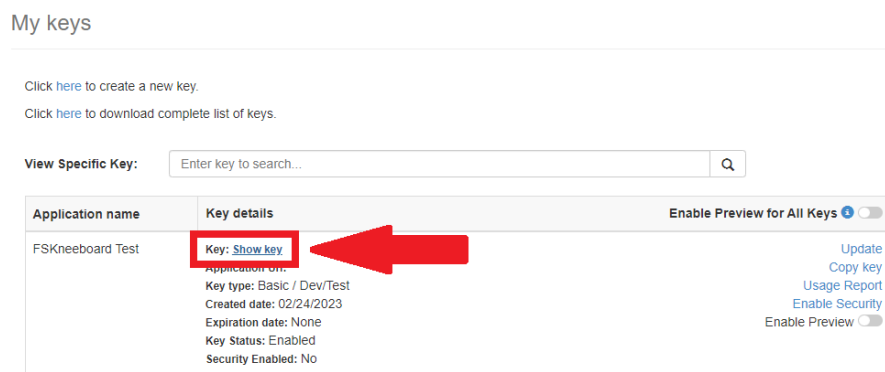 My keys
Click here to create a new key.
Click here to download complete list of keys.
View Specific Key: Enter key to search...
Application name Key details Enable Preview for All Keys
FSKneeboard Test Key: Show key Update
Application Url: Copy key
Key type: Basic / Dev/Test Usage Report
Created date: 02/24/2023 Enable Security
Expiration date: None Enable Preview
Key Status: Enabled
Security Enabled: No